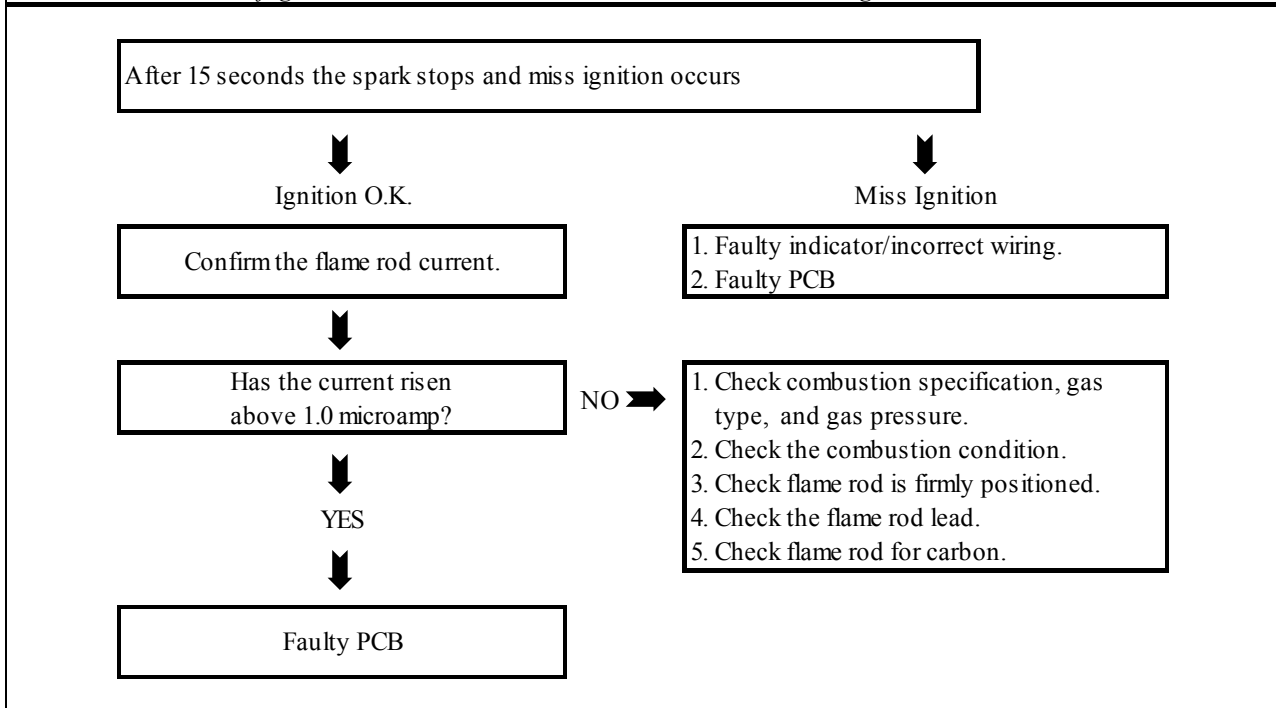 After 15 seconds the spark stops and miss ignition occurs
Ignition O.K.
Miss Ignition
Confirm the flame rod current.
1. Faulty indicator/incorrect wiring.
2. Faulty PCB
Has the current risen
above 1.0 microamp?
NO
1. Check combustion specification, gas
type, and gas pressure.
2. Check the combustion condition.
3. Check flame rod is firmly positioned.
4. Check the flame rod lead.
5. Check flame rod for carbon.
YES
Faulty PCB